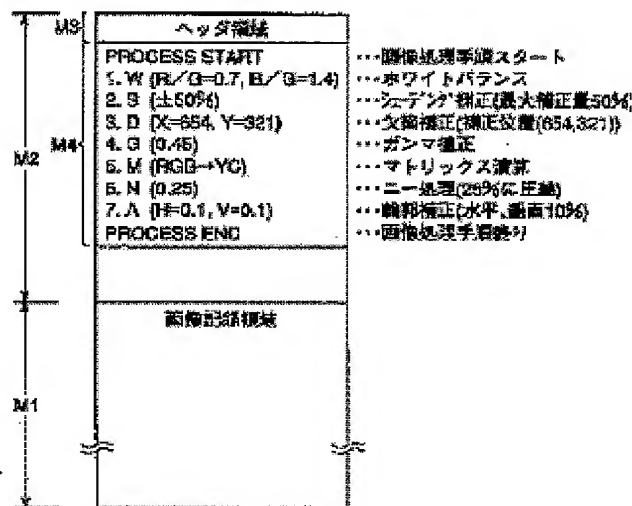 M3
ヘッダ領域
PROCESS START …画像処理手順スタート
1. W (R/G=0.7, B/G=1.4) …ホワイトバランス
2. S (±50%) …シェーディング補正(最大補正量50%)
3. D (X=654, Y=321) …欠陥補正(補正位置(654,321))
M2 M4
4. G (0.45) …ガンマ補正
5. M (RGB→YC) …マトリックス演算
6. N (0.25) …ニー処理(25%に圧縮)
7. A (H=0.1, V=0.1) …輪郭補正(水平、垂直10%)
PROCESS END …画像処理手順終り
画像記録領域
M1